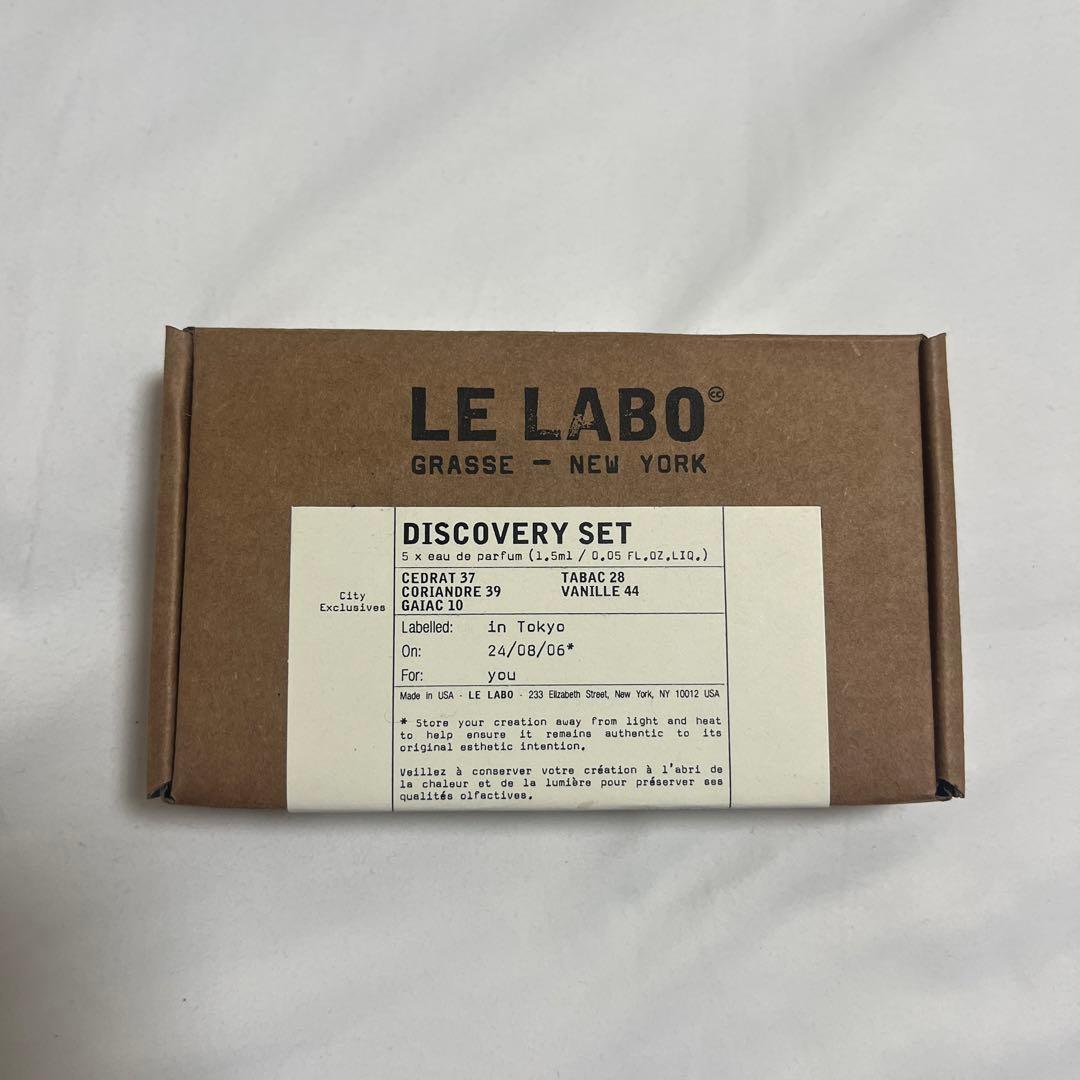 LE LABO
GRASSE — NEW YORK
DISCOVERY SET
5 x eau de parfum (1.5ml / 0.05 FL.OZ.LIQ.)
City
Exclusives
CEDRAT 37
CORIANDRE 39
GAIAC 10
TABAC 28
VANILLE 44
Labelled: in Tokyo
On: 24/08/06*
For: you
Made in USA - LE LABO - 233 Elizabeth Street, New York, NY 10012 USA
* Store your creation away from light and heat
to help ensure it remains authentic to its
original esthetic intention.
Veillez à conserver votre création à l'abri de
la chaleur et de la lumière pour préserver ses
qualités olfactives.